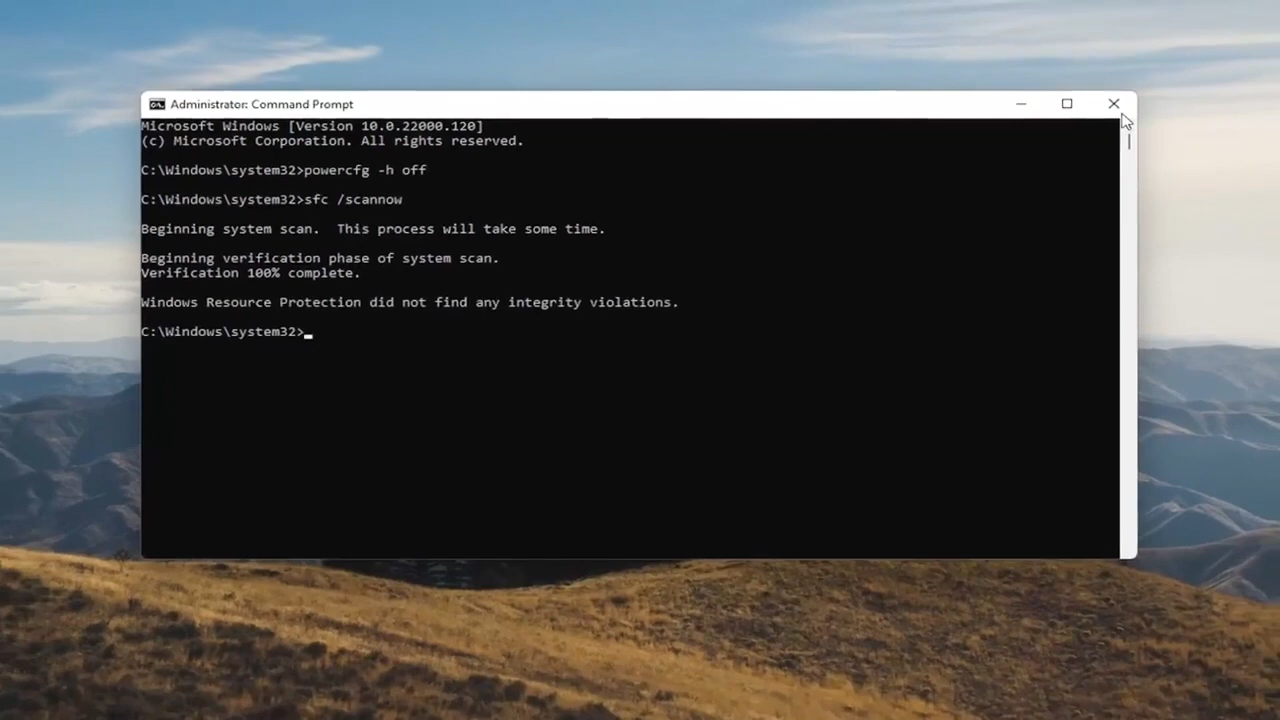 Administrator: Command Prompt
Microsoft Windows [Version 10.0.22000.120]
(c) Microsoft Corporation. All rights reserved.
C:\Windows\system32>powercfg -h off
C:\Windows\system32>sfc /scannow
Beginning system scan.  This process will take some time.
Beginning verification phase of system scan.
Verification 100% complete.
Windows Resource Protection did not find any integrity violations.
C:\Windows\system32>